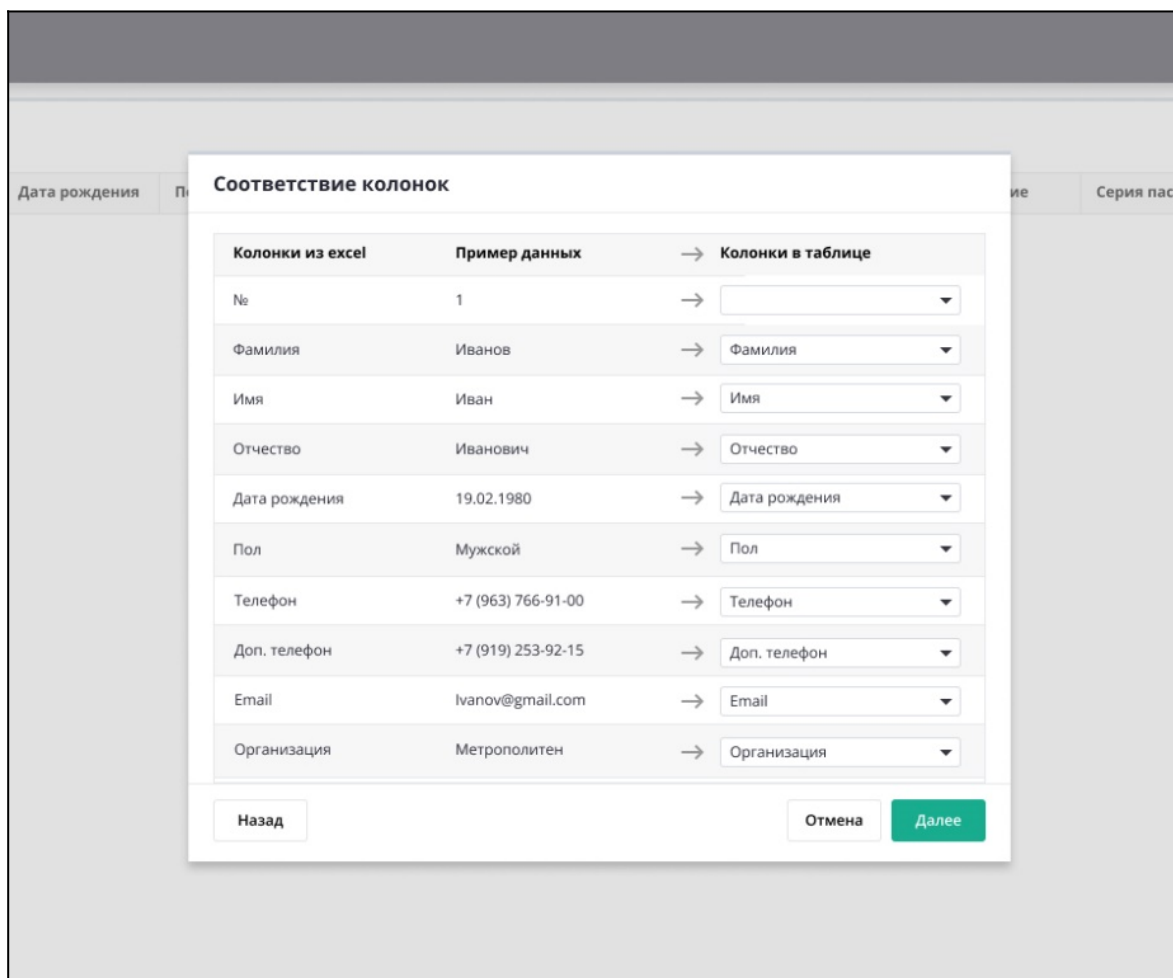 Соответствие колонок
Дата рождения
ие
Серия пас
Колонки из excel Пример данных → Колонки в таблице
№ 1 →
Фамилия Иванов → Фамилия
Имя Иван → Имя
Отчество Иванович → Отчество
Дата рождения 19.02.1980 → Дата рождения
Пол Мужской → Пол
Телефон +7 (963) 766-91-00 → Телефон
Доп. телефон +7 (919) 253-92-15 → Доп. телефон
Email Ivanov@gmail.com → Email
Организация Метрополитен → Организация
Назад Отмена Далее